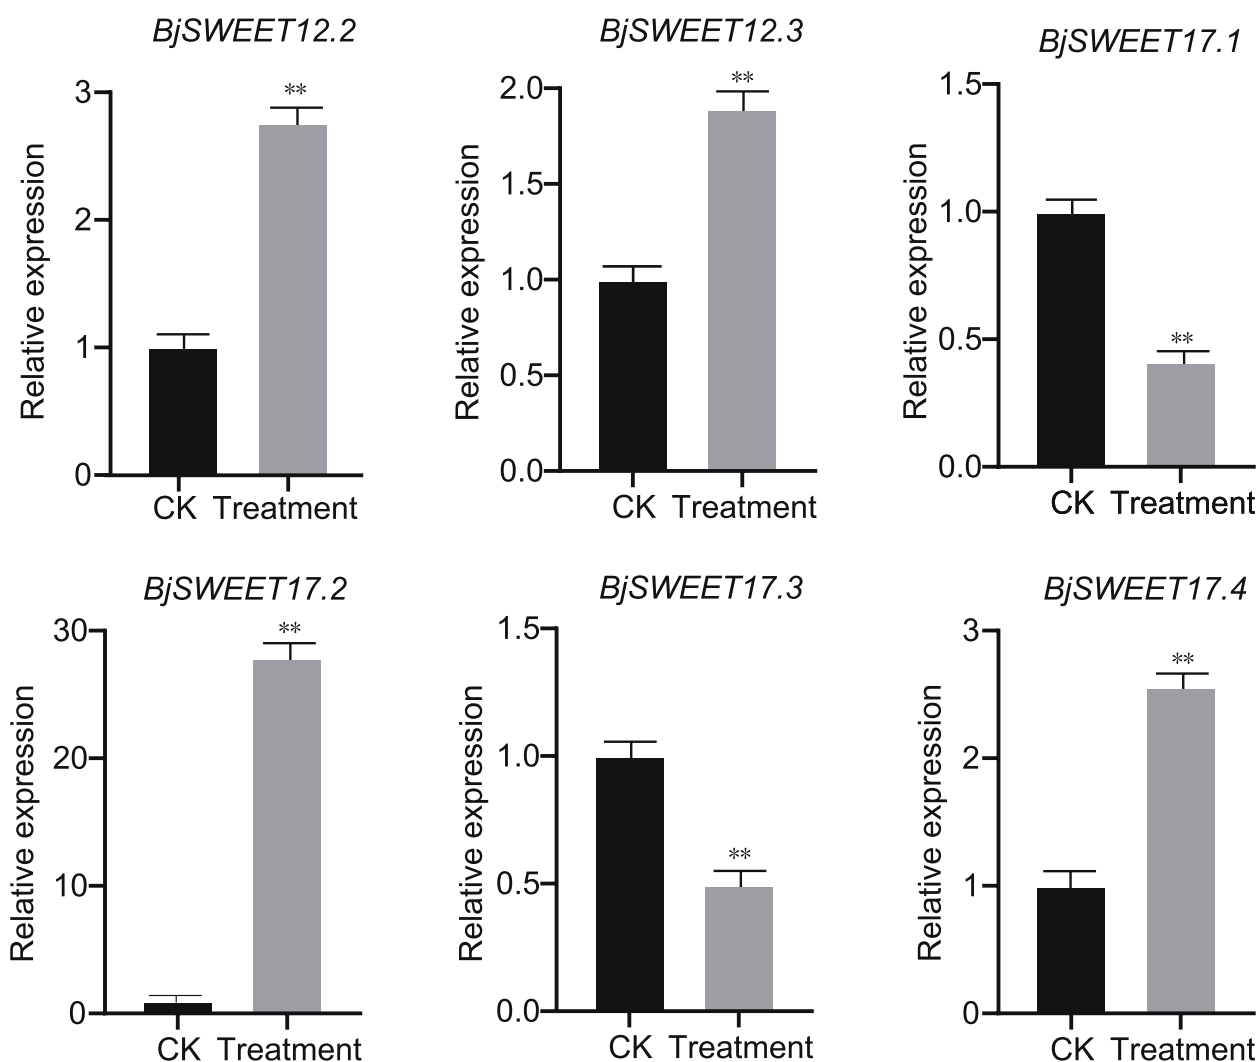 BjSWEET12.2
Relative expression
3
2
1
0
**
CK Treatment
BjSWEET12.3
Relative expression
2.0
1.5
1.0
0.5
0.0
**
CK Treatment
BjSWEET17.1
Relative expression
1.5
1.0
0.5
0.0
**
CK Treatment
BjSWEET17.2
Relative expression
30
20
10
0
**
CK Treatment
BjSWEET17.3
Relative expression
1.5
1.0
0.5
0.0
**
CK Treatment
BjSWEET17.4
Relative expression
3
2
1
0
**
CK Treatment